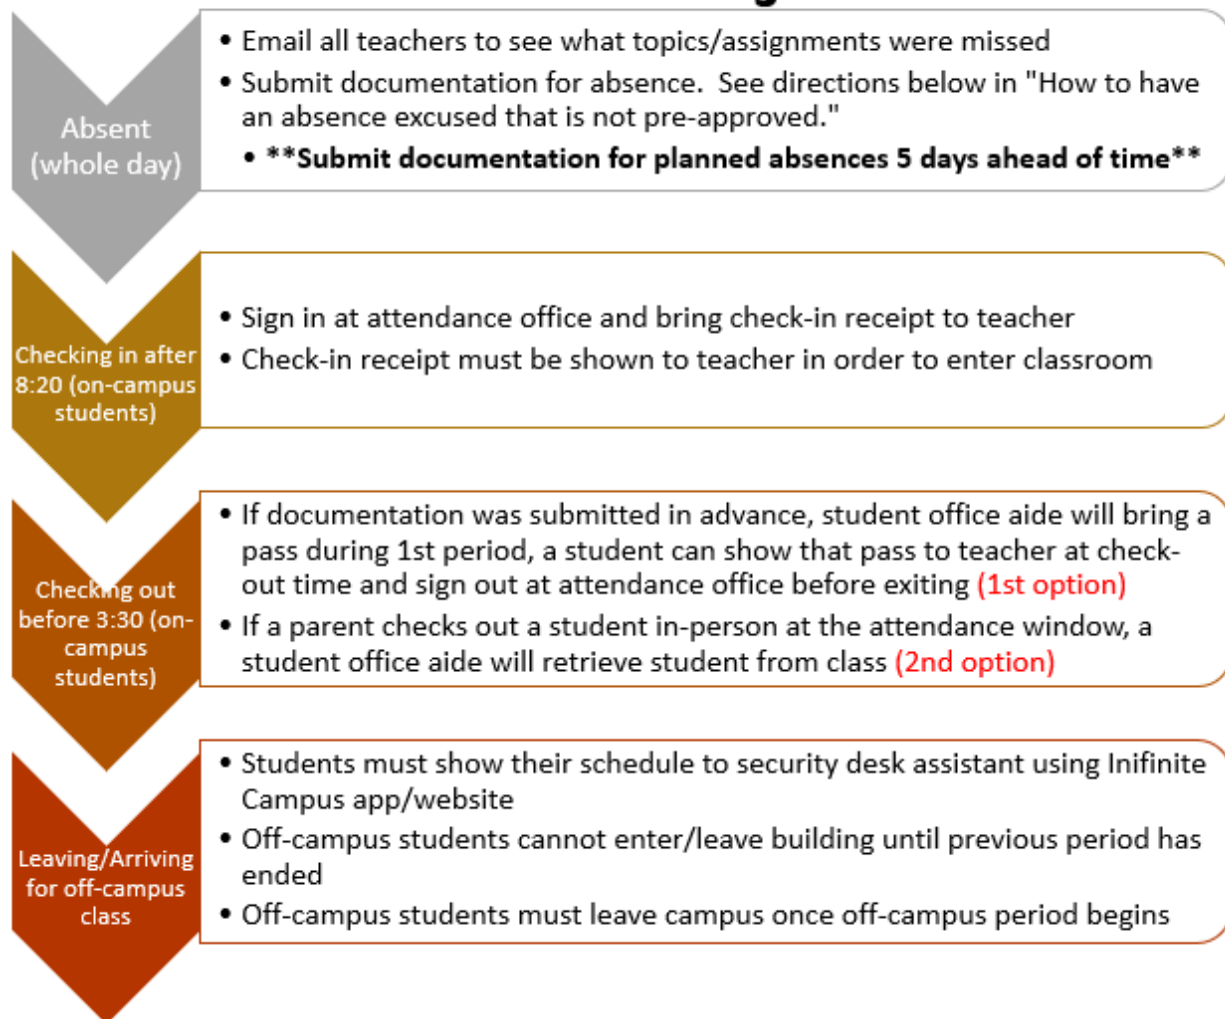 • Email all teachers to see what topics/assignments were missed
• Submit documentation for absence.  See directions below in "How to have
an absence excused that is not pre-approved."
• **Submit documentation for planned absences 5 days ahead of time**
Absent
(whole day)
• Sign in at attendance office and bring check-in receipt to teacher
• Check-in receipt must be shown to teacher in order to enter classroom
Checking in after
8:20 (on-campus
students)
• If documentation was submitted in advance, student office aide will bring a
pass during 1st period, a student can show that pass to teacher at check-
out time and sign out at attendance office before exiting (1st option)
• If a parent checks out a student in-person at the attendance window, a
student office aide will retrieve student from class (2nd option)
Checking out
before 3:30 (on-
campus
students)
• Students must show their schedule to security desk assistant using Inifinite
Campus app/website
• Off-campus students cannot enter/leave building until previous period has
ended
• Off-campus students must leave campus once off-campus period begins
Leaving/Arriving
for off-campus
class